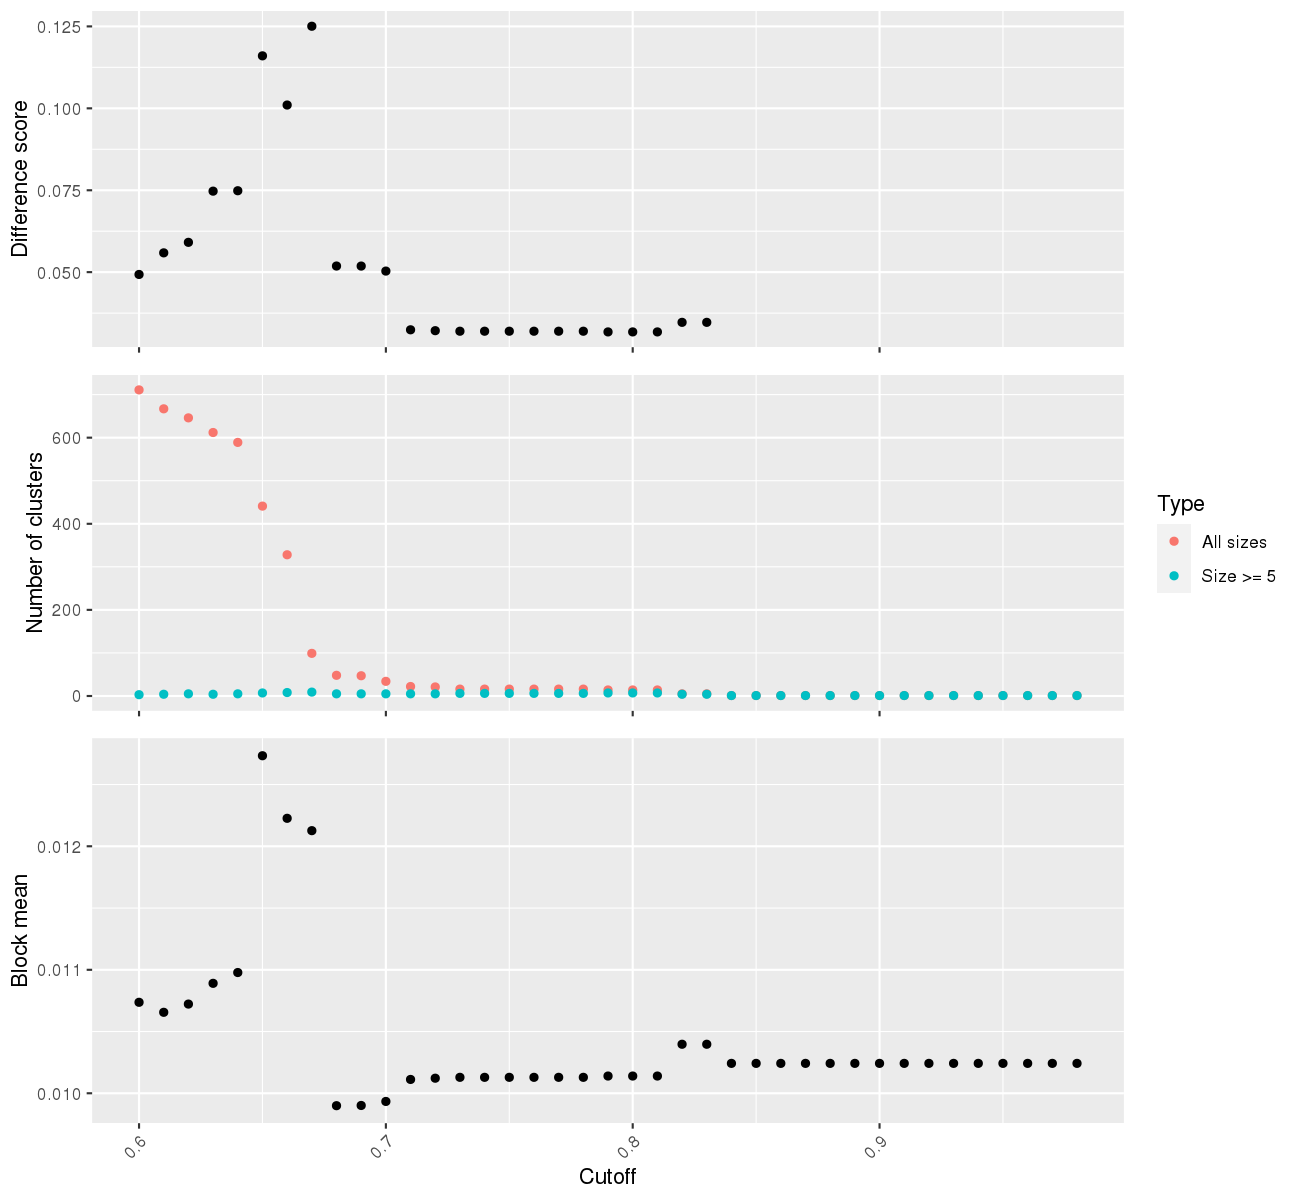 Difference score
0.125
0.100
0.075
0.050
Number of clusters
600
400
200
0
Type
All sizes
Size >= 5
Block mean
0.012
0.011
0.010
0.6
0.7
0.8
0.9
Cutoff